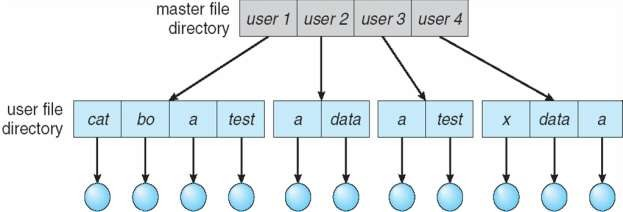 master file
directory
user 1 user 2 user 3 user 4
user file
directory
cat bo a test a data a test x data a